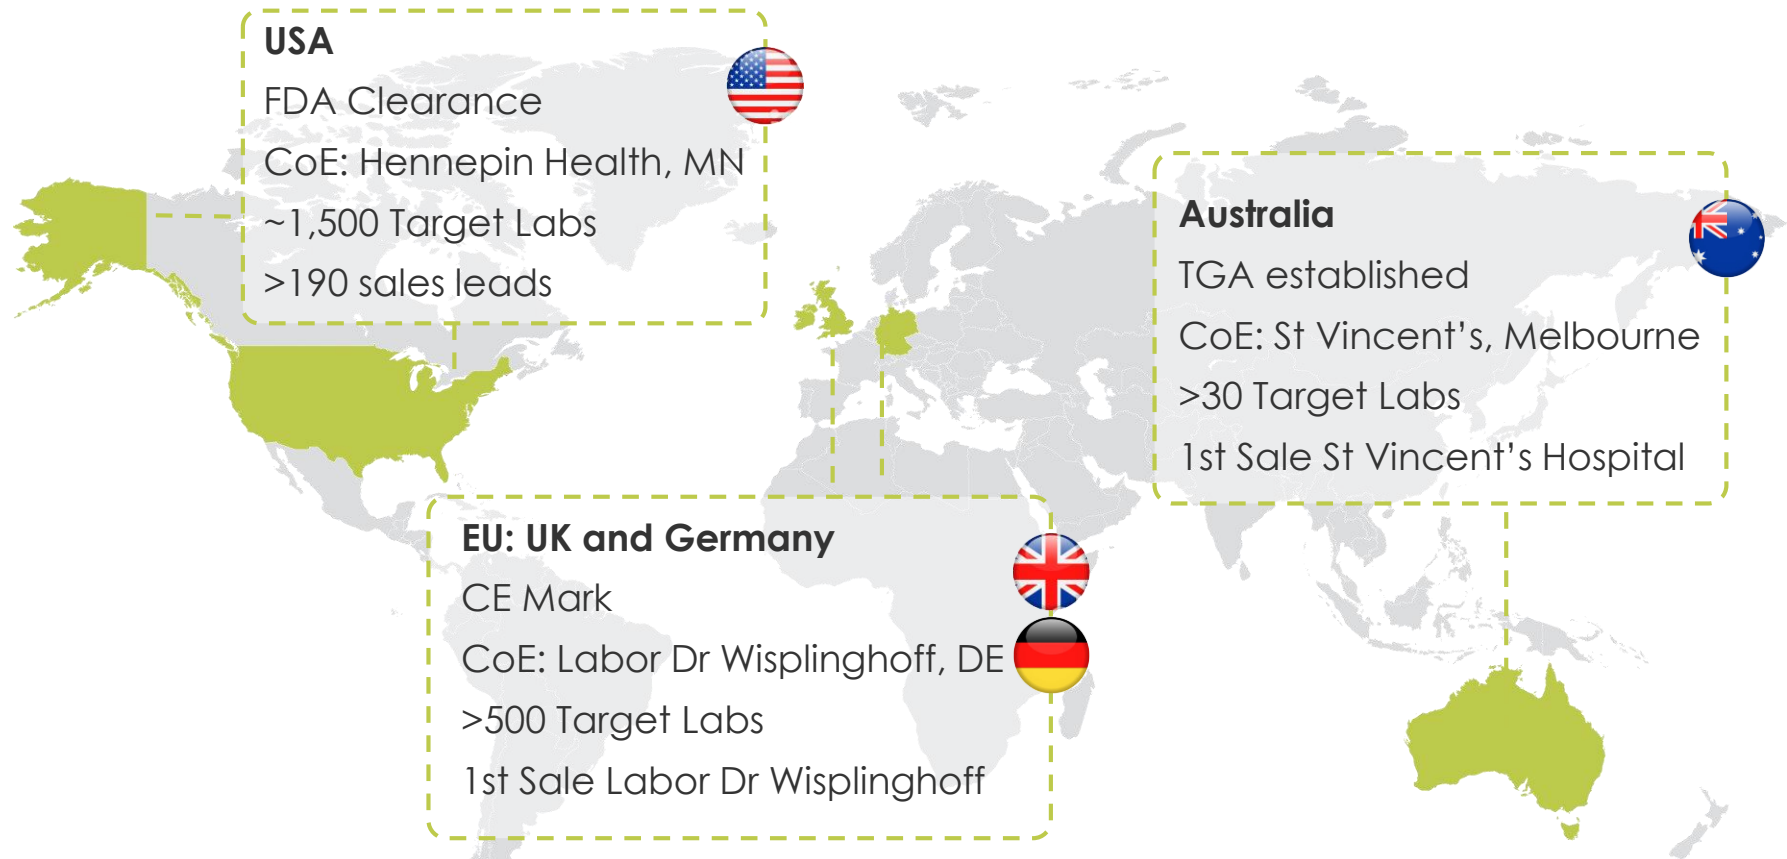 USA
FDA Clearance
CoE: Hennepin Health, MN
~1,500 Target Labs
>190 sales leads
EU: UK and Germany
CE Mark
CoE: Labor Dr Wisplinghoff, DE
>500 Target Labs
1st Sale Labor Dr Wisplinghoff
Australia
TGA established
CoE: St Vincent’s, Melbourne
>30 Target Labs
1st Sale St Vincent’s Hospital